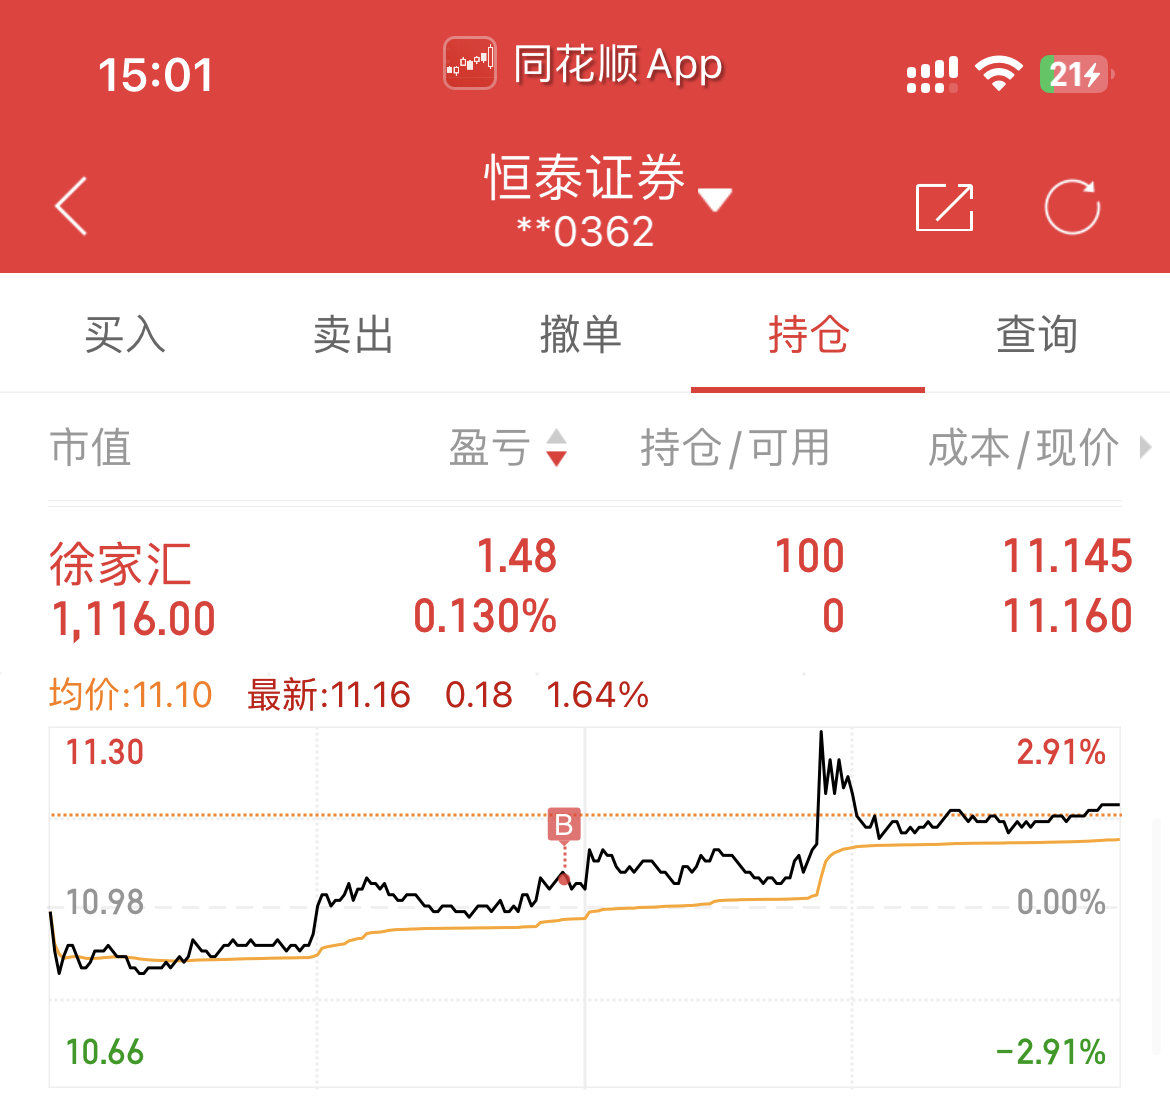 15:01
同花顺 App
21
恒泰证券
**0362
买入 卖出 撤单 持仓 查询
市值 盈亏 持仓/可用 成本/现价
徐家汇 1.48 100 11.145
1,116.00 0.130% 0 11.160
均价:11.10 最新:11.16 0.18 1.64%
11.30 2.91%
B
10.98 0.00%
10.66 -2.91%